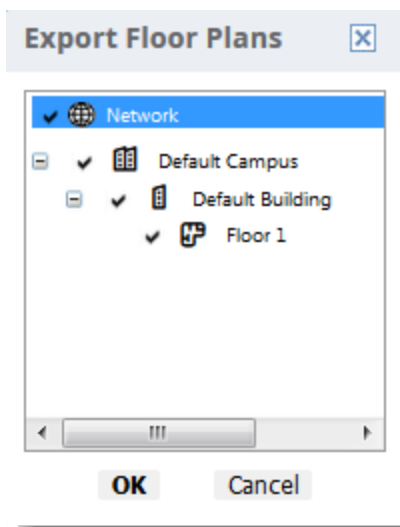 Export Floor Plans
Network
Default Campus
Default Building
Floor 1
OK Cancel